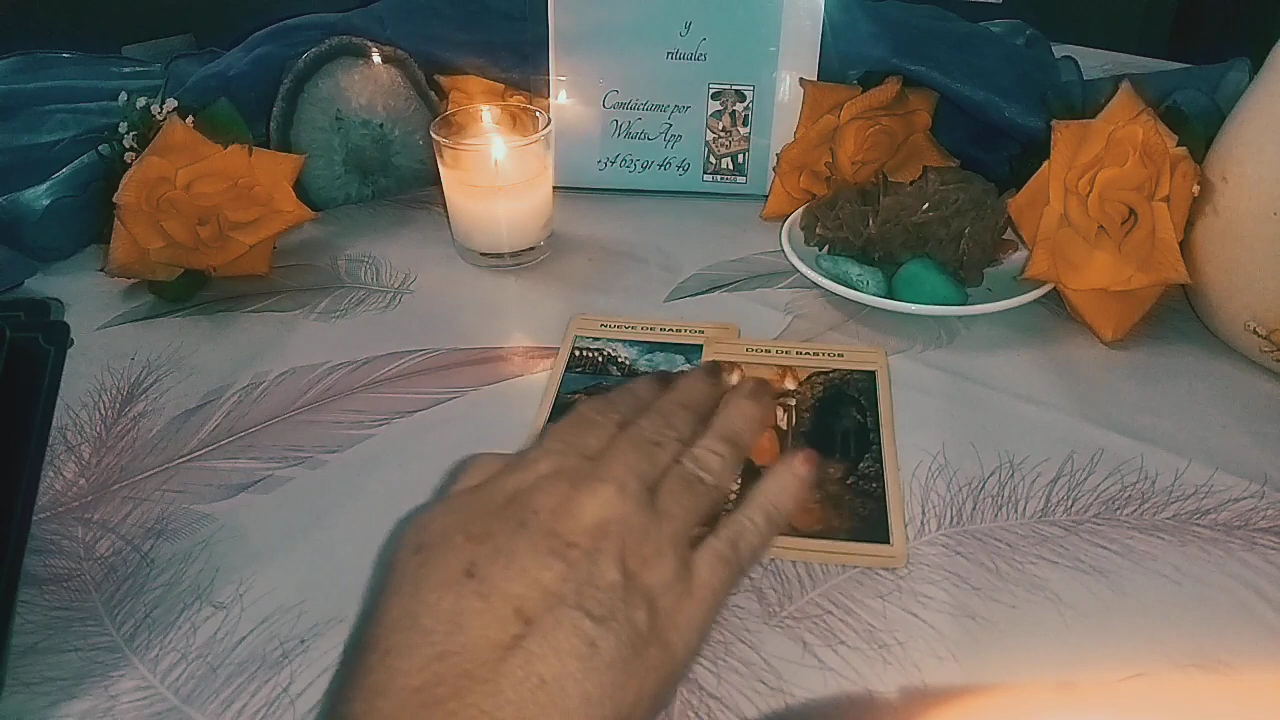 y
rituales
Contáctame por
WhatsApp
+34 625 91 46 49
EL MAGO
NUEVE DE BASTOS
DOS DE BASTOS